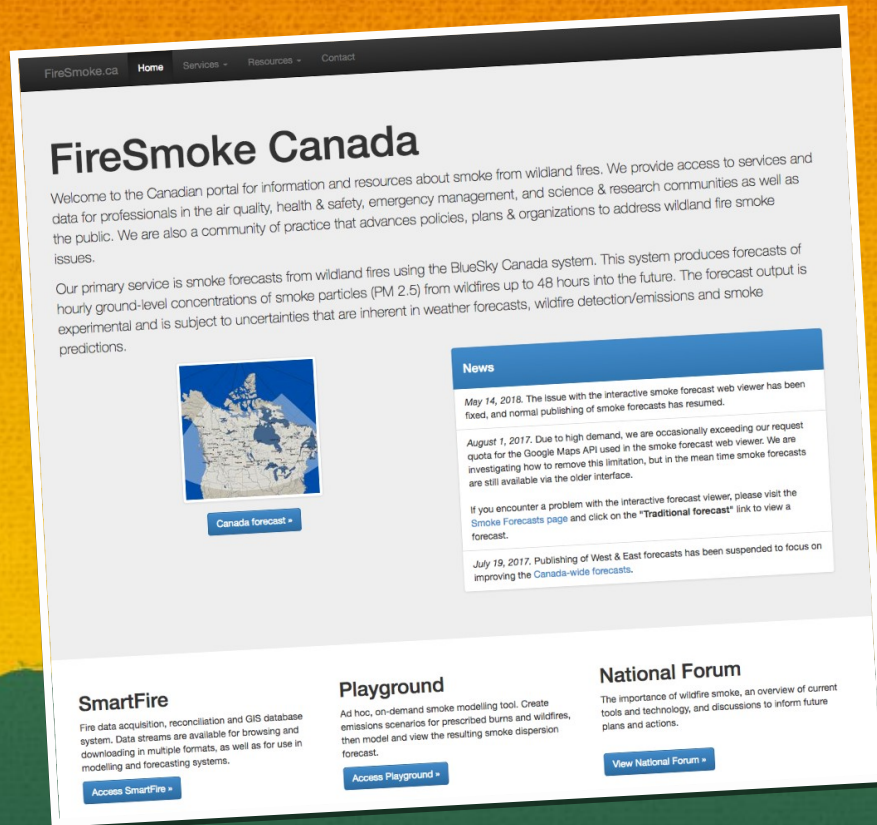 FireSmoke.ca Home Services Resources Contact
FireSmoke Canada
Welcome to the Canadian portal for information and resources about smoke from wildland fires. We provide access to services and
data for professionals in the air quality, health & safety, emergency management, and science & research communities as well as
the public. We are also a community of practice that advances policies, plans & organizations to address wildland fire smoke
issues.
Our primary service is smoke forecasts from wildland fires using the BlueSky Canada system. This system produces forecasts of
hourly ground-level concentrations of smoke particles (PM 2.5) from wildfires up to 48 hours into the future. The forecast output is
experimental and is subject to uncertainties that are inherent in weather forecasts, wildfire detection/emissions and smoke
predictions.
Canada forecast »
News
May 14, 2018. The issue with the interactive smoke forecast web viewer has been
fixed, and normal publishing of smoke forecasts has resumed.
August 1, 2017. Due to high demand, we are occasionally exceeding our request
quota for the Google Maps API used in the smoke forecast web viewer. We are
investigating how to remove this limitation, but in the mean time smoke forecasts
are still available via the older interface.
If you encounter a problem with the interactive forecast viewer, please visit the
Smoke Forecasts page and click on the "Traditional forecast" link to view a
forecast.
July 19, 2017. Publishing of West & East forecasts has been suspended to focus on
improving the Canada-wide forecasts.
SmartFire
Fire data acquisition, reconciliation and GIS database
system. Data streams are available for browsing and
downloading in multiple formats, as well as for use in
modelling and forecasting systems.
Access SmartFire »
Playground
Ad hoc, on-demand smoke modelling tool. Create
emissions scenarios for prescribed burns and wildfires,
then model and view the resulting smoke dispersion
forecast.
Access Playground »
National Forum
The importance of wildfire smoke, an overview of current
tools and technology, and discussions to inform future
plans and actions.
View National Forum »